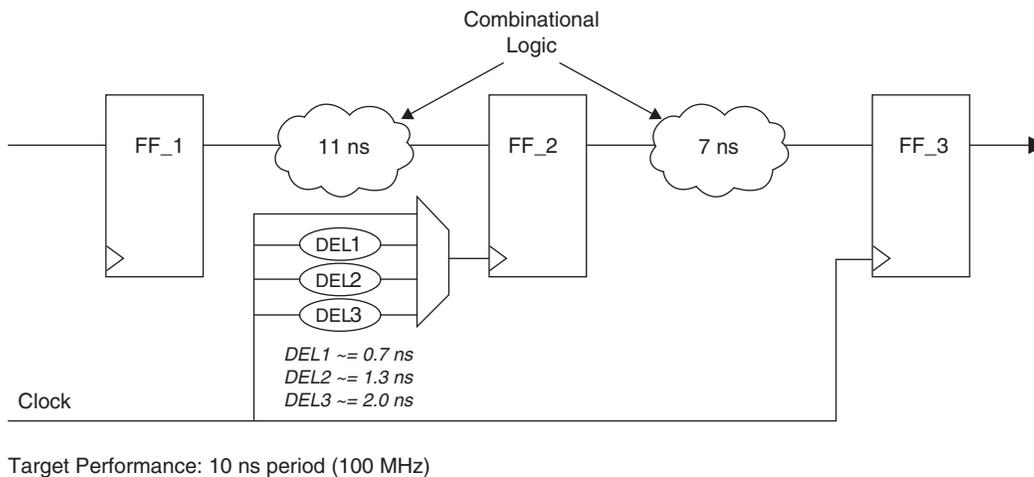 Combinational
Logic
FF_1
11 ns
FF_2
7 ns
FF_3
DEL1
DEL2
DEL3
DEL1 ~= 0.7 ns
DEL2 ~= 1.3 ns
DEL3 ~= 2.0 ns
Clock
Target Performance: 10 ns period (100 MHz)